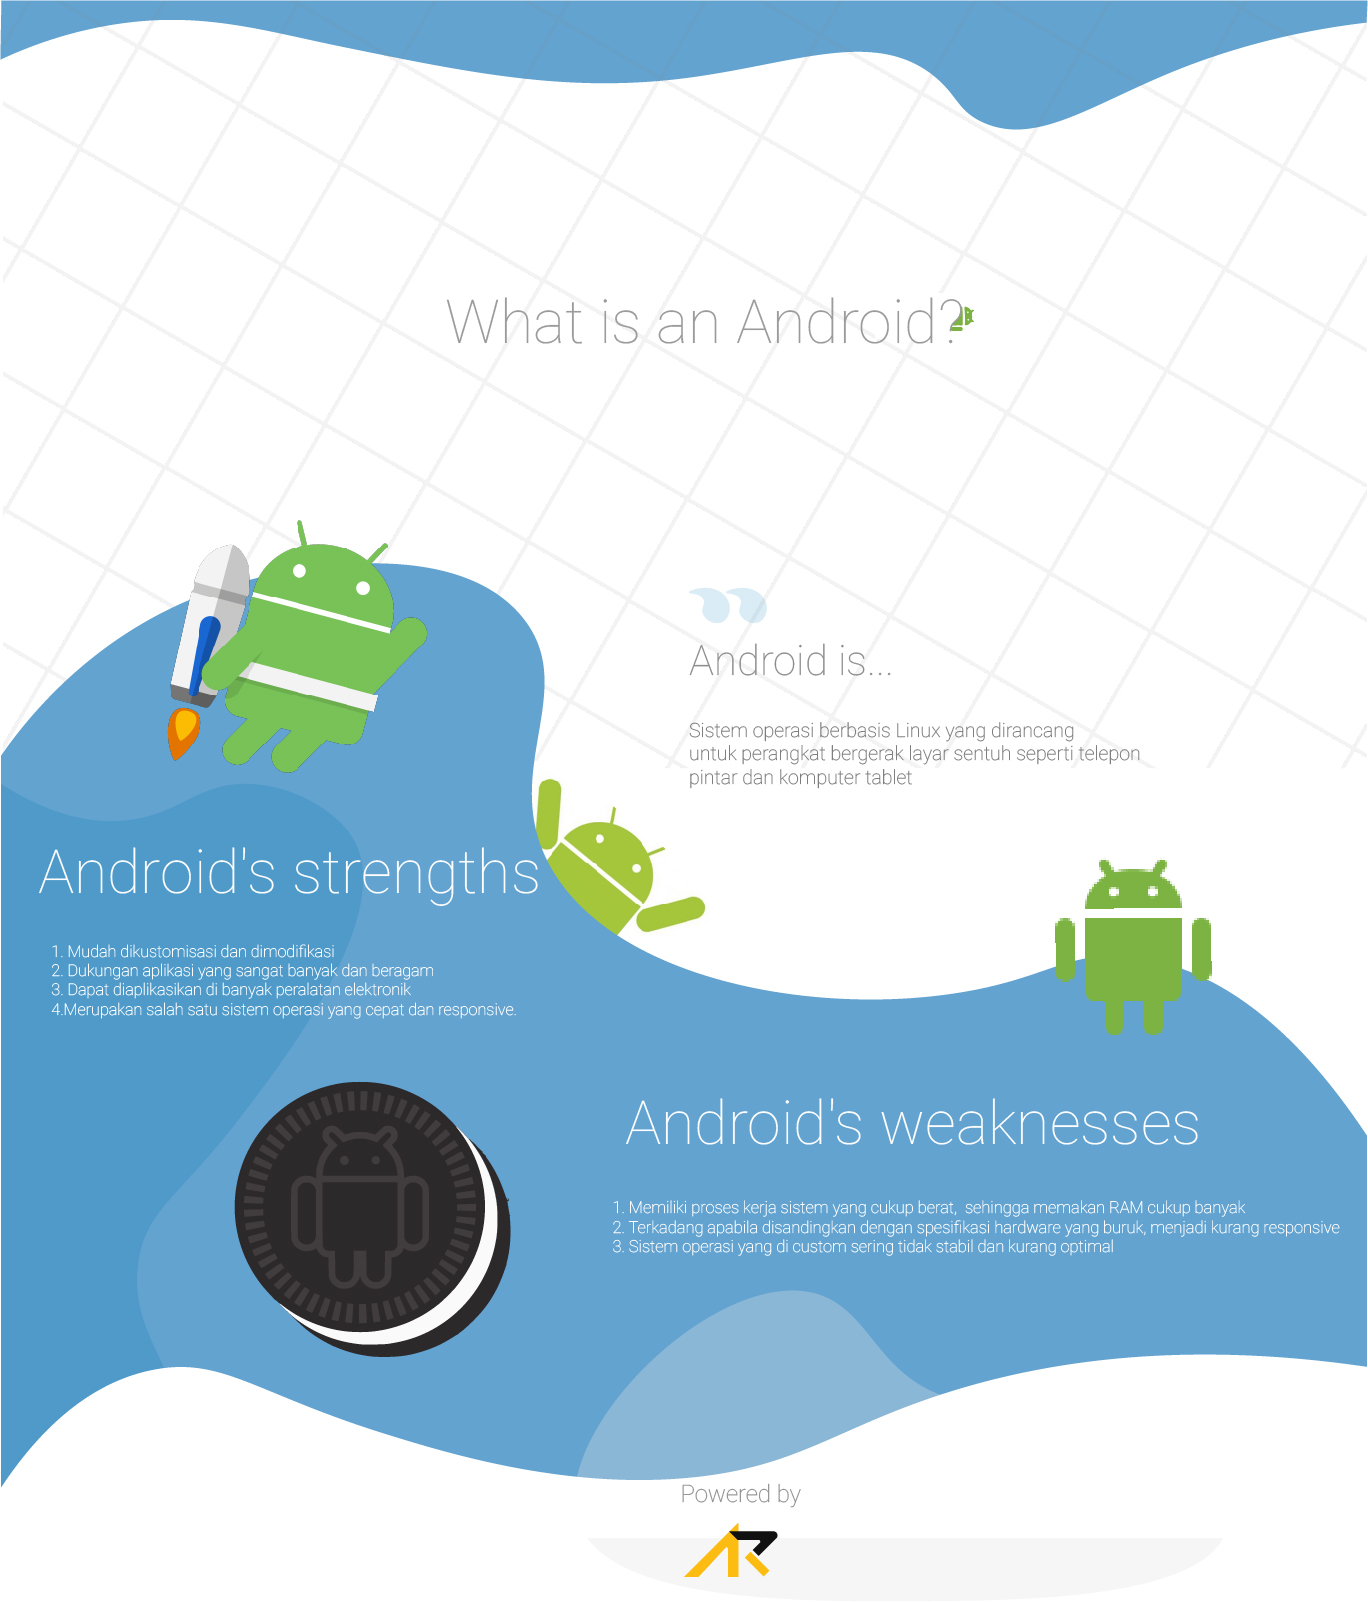 What is an Android?
Android is...
Sistem operasi berbasis Linux yang dirancang
untuk perangkat bergerak layar sentuh seperti telepon
pintar dan komputer tablet
Android's strengths
1. Mudah dikustomisasi dan dimodifikasi
2. Dukungan aplikasi yang sangat banyak dan beragam
3. Dapat diaplikasikan di banyak peralatan elektronik
4.Merupakan salah satu sistem operasi yang cepat dan responsive.
Android's weaknesses
1. Memiliki proses kerja sistem yang cukup berat,  sehingga memakan RAM cukup banyak
2. Terkadang apabila disandingkan dengan spesifikasi hardware yang buruk, menjadi kurang responsive
3. Sistem operasi yang di custom sering tidak stabil dan kurang optimal
Powered by
AR